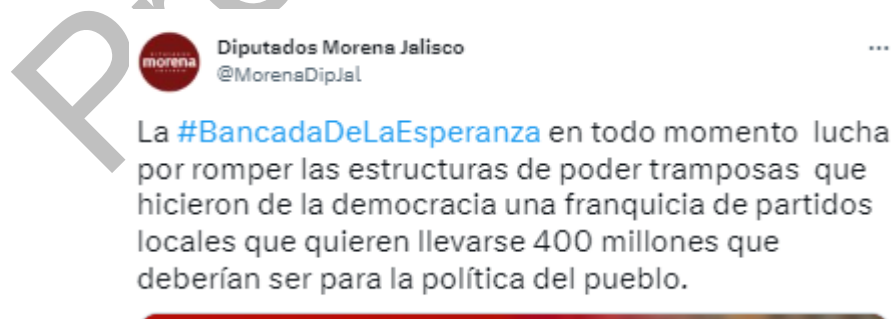 Diputados Morena Jalisco
morena
@MorenaDipJal
La #BancadaDeLaEsperanza en todo momento lucha
por romper las estructuras de poder tramposas que
hicieron de la democracia una franquicia de partidos
locales que quieren llevarse 400 millones que
deberían ser para la política del pueblo.